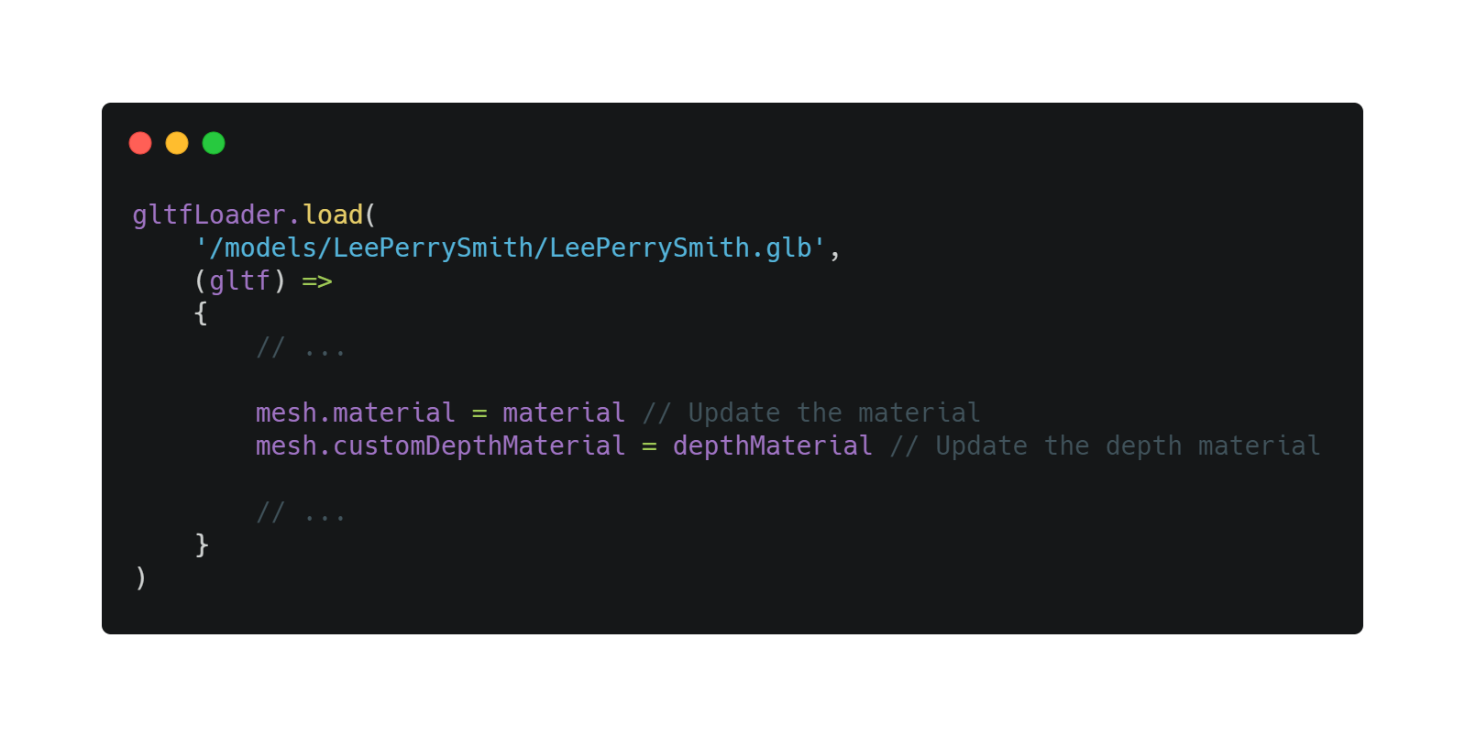 gltfLoader.load(
    '/models/LeePerrySmith/LeePerrySmith.glb',
    (gltf) =>
    {
        // ...

        mesh.material = material // Update the material
        mesh.customDepthMaterial = depthMaterial // Update the depth material

        // ...
    }
)